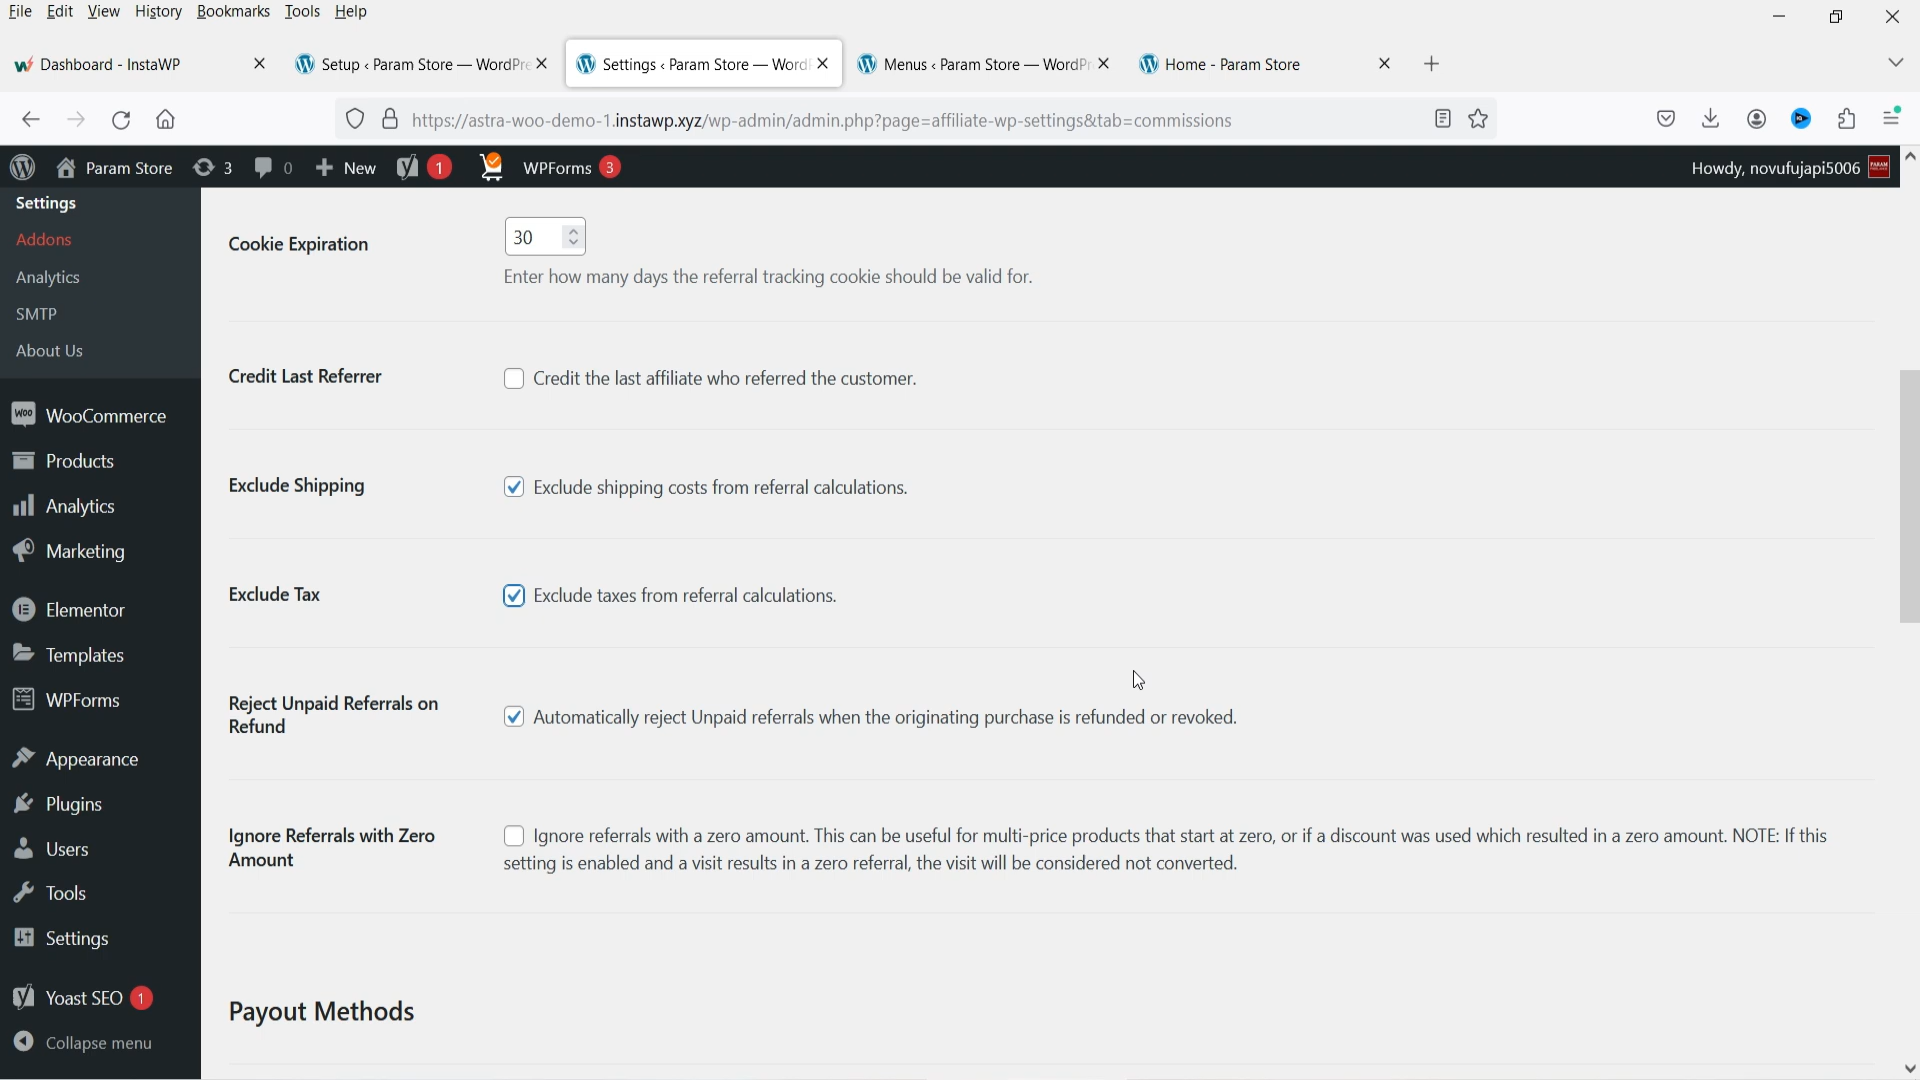 File Edit View History Bookmarks Tools Help
Dashboard - InstaWP
Setup ‹ Param Store — WordPre
Settings ‹ Param Store — Word
Menus ‹ Param Store — WordPr
Home - Param Store
https://astra-woo-demo-1.instawp.xyz/wp-admin/admin.php?page=affiliate-wp-settings&tab=commissions
Param Store 3 0 New 1 WPForms 3 Howdy, novufujapi5006
Settings
Addons
Analytics
SMTP
About Us
WooCommerce
Products
Analytics
Marketing
Elementor
Templates
WPForms
Appearance
Plugins
Users
Tools
Settings
Yoast SEO 1
Collapse menu
Cookie Expiration
30
Enter how many days the referral tracking cookie should be valid for.
Credit Last Referrer
Credit the last affiliate who referred the customer.
Exclude Shipping
Exclude shipping costs from referral calculations.
Exclude Tax
Exclude taxes from referral calculations.
Reject Unpaid Referrals on
Refund
Automatically reject Unpaid referrals when the originating purchase is refunded or revoked.
Ignore Referrals with Zero
Amount
Ignore referrals with a zero amount. This can be useful for multi-price products that start at zero, or if a discount was used which resulted in a zero amount. NOTE: If this
setting is enabled and a visit results in a zero referral, the visit will be considered not converted.
Payout Methods